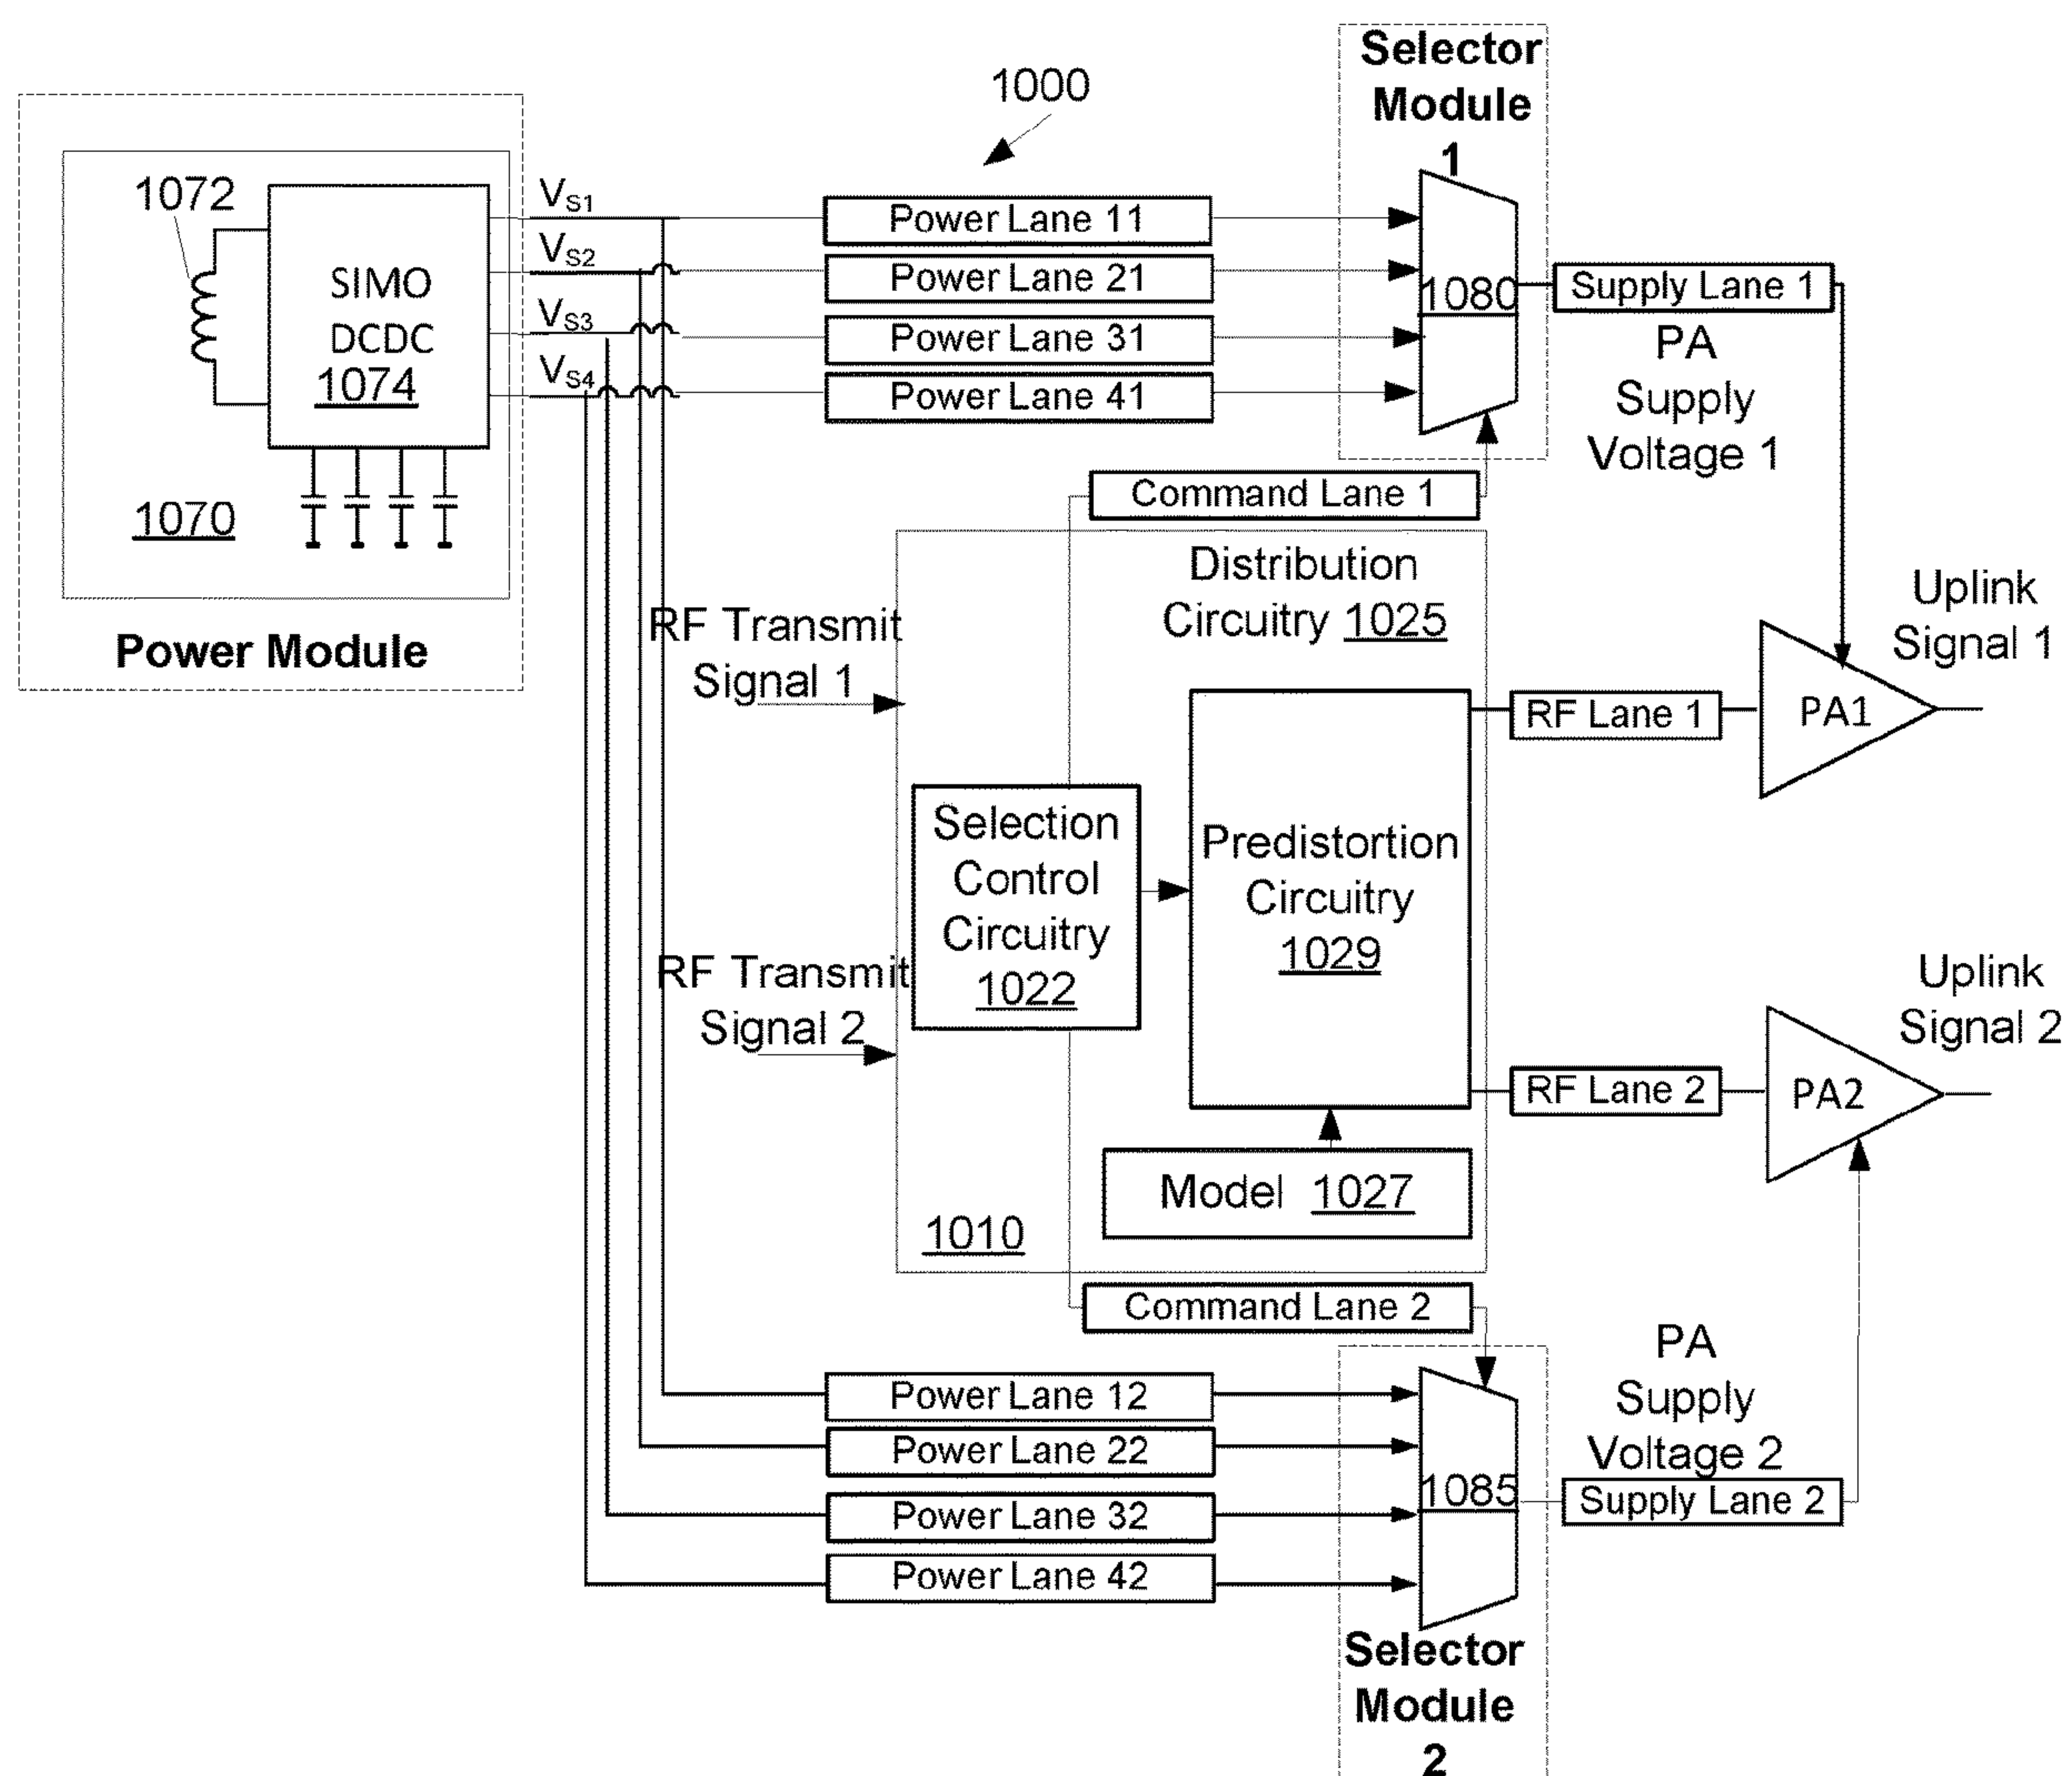 Selector
Module
1
1000
1072
SIMO
DCDC
1074
1070
Power Module
VS1
VS2
VS3
VS4
Power Lane 11
Power Lane 21
Power Lane 31
Power Lane 41
1080
Supply Lane 1
PA
Supply
Voltage 1
Command Lane 1
Distribution
Circuitry 1025
RF Transmit
Signal 1
Selection
Control
Circuitry
1022
Predistortion
Circuitry
1029
RF Lane 1
PA1
Uplink
Signal 1
RF Transmit
Signal 2
RF Lane 2
PA2
Uplink
Signal 2
Model 1027
1010
Command Lane 2
Power Lane 12
Power Lane 22
Power Lane 32
Power Lane 42
1085
PA
Supply
Voltage 2
Supply Lane 2
Selector
Module
2